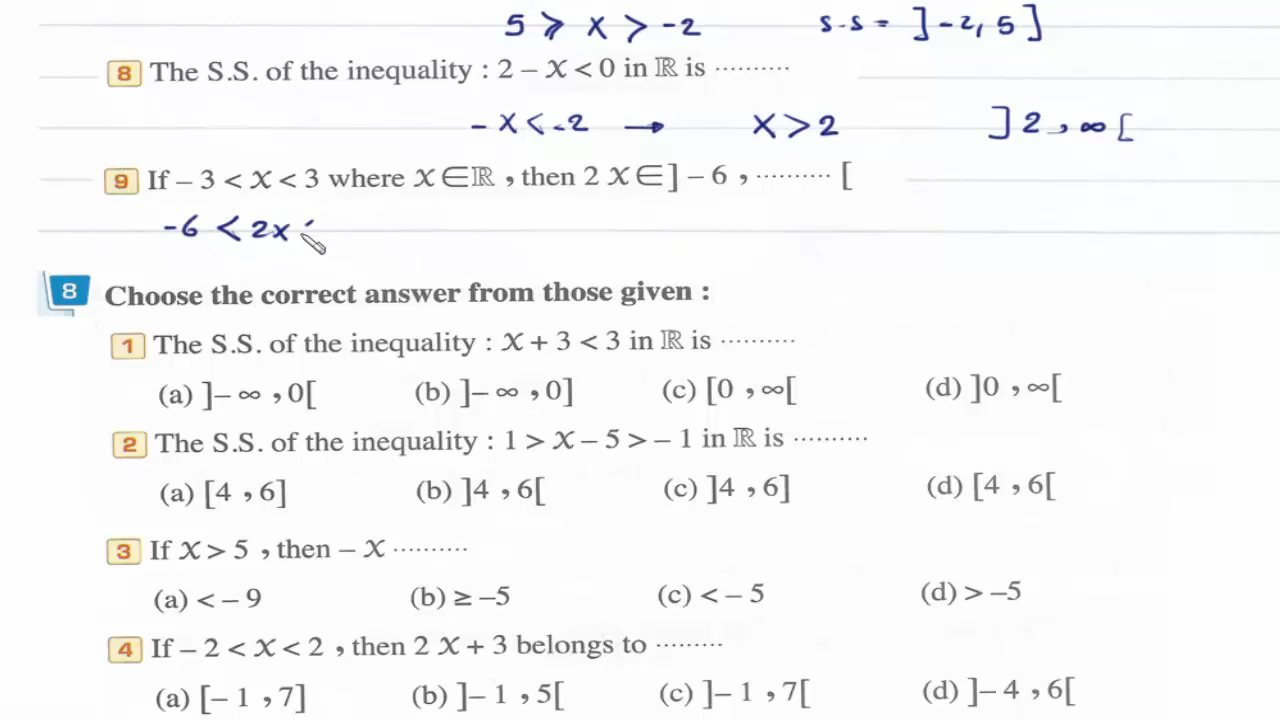 5 ⩾ x > -2 s.s = ]-2, 5]
8 The S.S. of the inequality : 2 – x < 0 in ℝ is ··········
- x < -2 → x > 2 ]2, ∞[
9 If – 3 < x < 3 where x ∈ ℝ , then 2 x ∈ ] – 6 , ·········· [
-6 < 2x
8 Choose the correct answer from those given :
1 The S.S. of the inequality : x + 3 < 3 in ℝ is ··········
(a) ]– ∞ , 0[ (b) ]– ∞ , 0] (c) [0 , ∞[ (d) ]0 , ∞[
2 The S.S. of the inequality : 1 > x – 5 > – 1 in ℝ is ··········
(a) [4 , 6] (b) ]4 , 6[ (c) ]4 , 6] (d) [4 , 6[
3 If x > 5 , then – x ··········
(a) < – 9 (b) ≥ –5 (c) < – 5 (d) > –5
4 If – 2 < x < 2 , then 2 x + 3 belongs to ·········
(a) [– 1 , 7] (b) ]– 1 , 5[ (c) ]– 1 , 7[ (d) ]– 4 , 6[